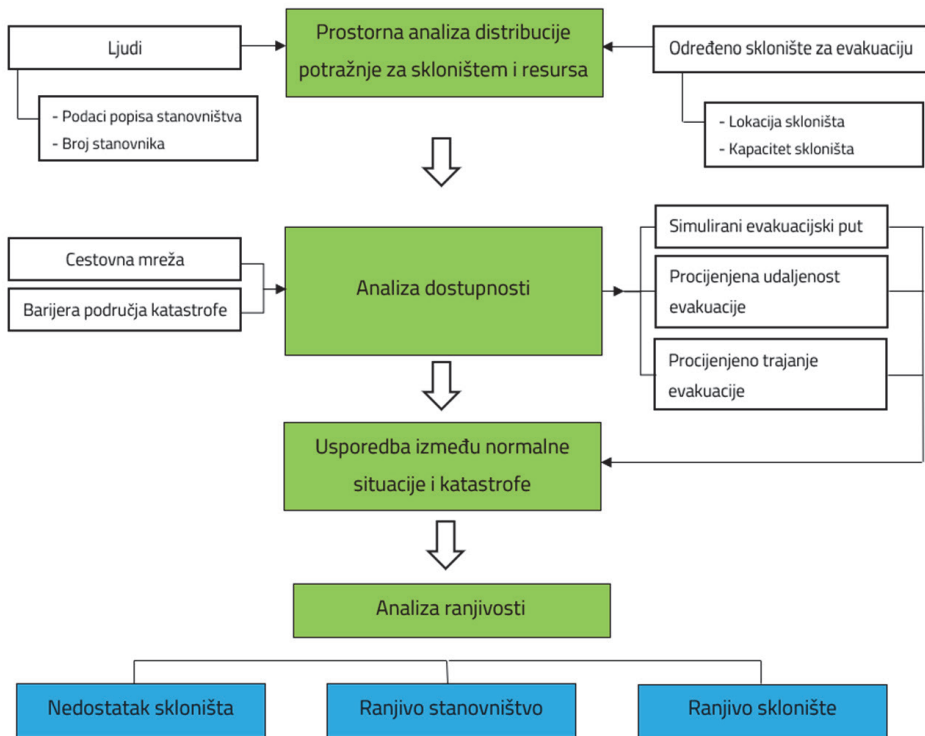 Ljudi
Prostorna analiza distribucije
potražnje za skloništem i resursa
Određeno sklonište za evakuaciju
- Podaci popisa stanovništva
- Broj stanovnika
- Lokacija skloništa
- Kapacitet skloništa
Cestovna mreža
Barijera područja katastrofe
Analiza dostupnosti
Simulirani evakuacijski put
Procijenjena udaljenost
evakuacije
Procijenjeno trajanje
evakuacije
Usporedba između normalne
situacije i katastrofe
Analiza ranjivosti
Nedostatak skloništa
Ranjivo stanovništvo
Ranjivo sklonište